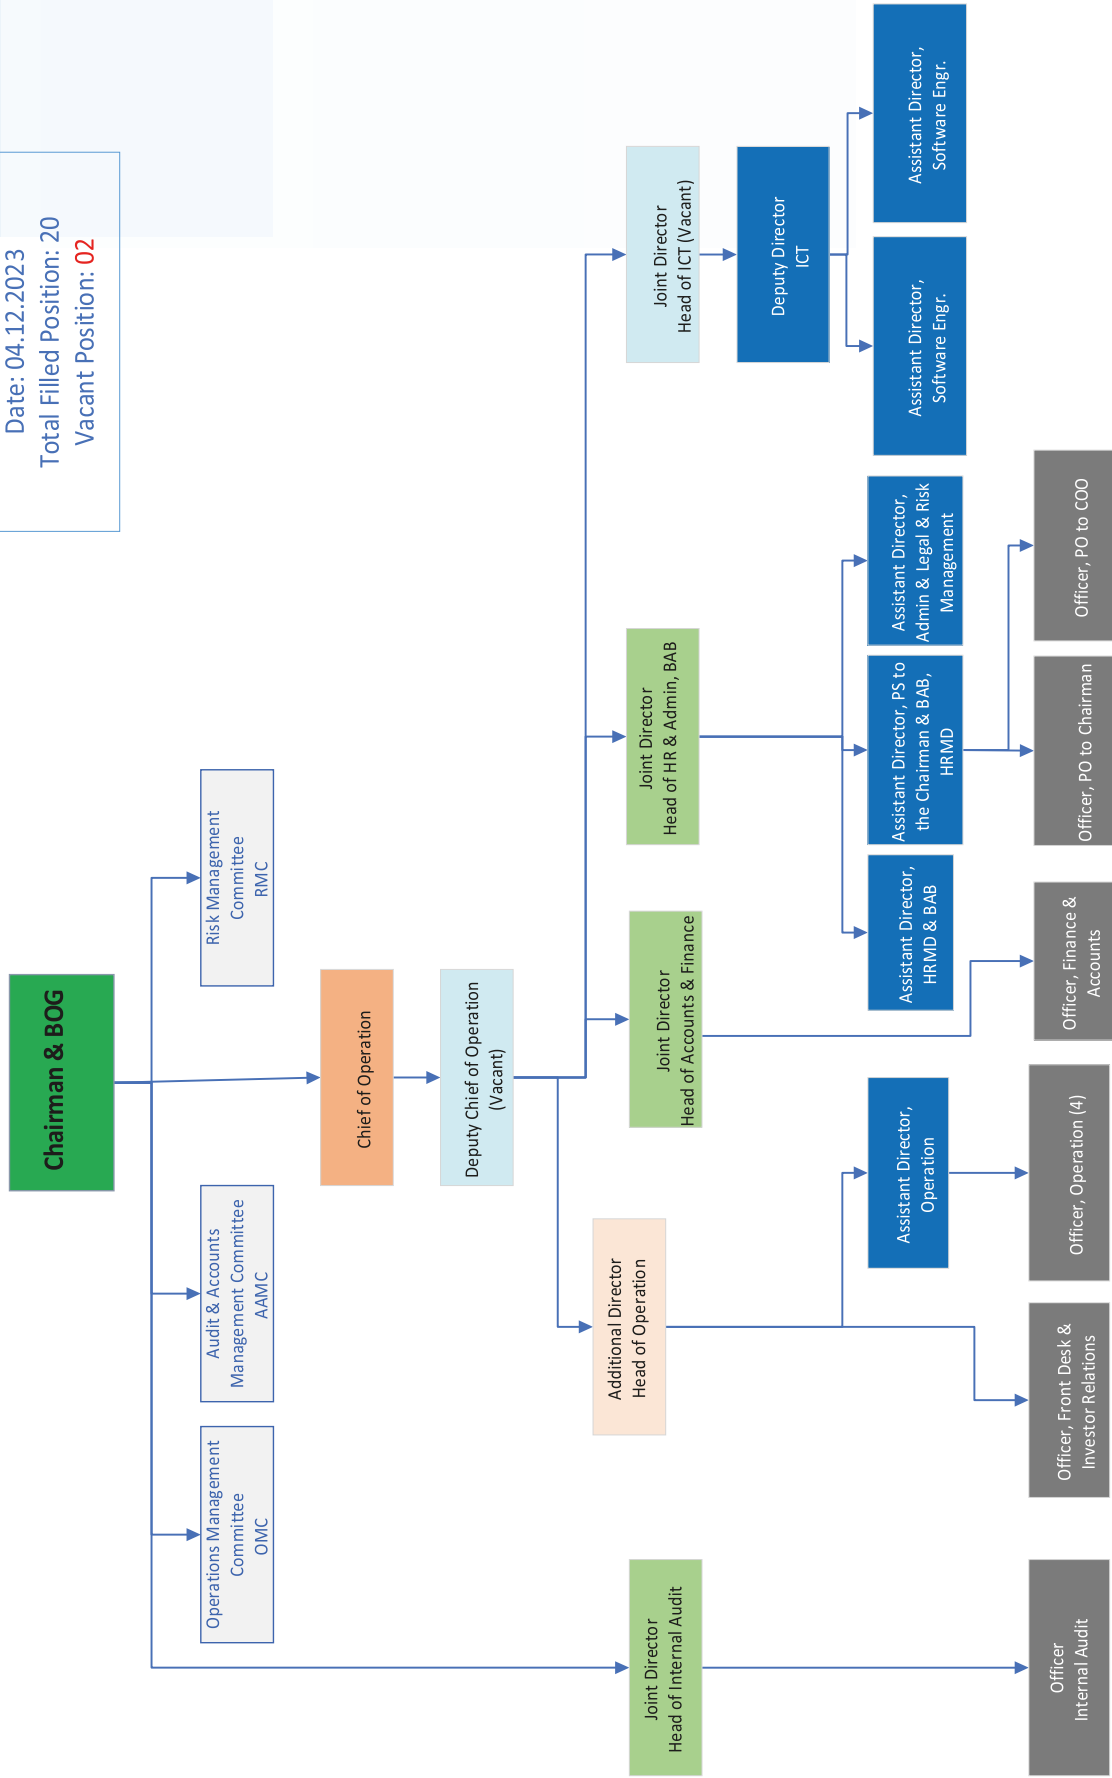 Date: 04.12.2023
Total Filled Position: 20
Vacant Position: 02
Chairman & BOG
Operations Management
Committee
OMC
Audit & Accounts
Management Committee
AAMC
Risk Management
Committee
RMC
Chief of Operation
Deputy Chief of Operation
(Vacant)
Joint Director
Head of Internal Audit
Additional Director
Head of Operation
Joint Director
Head of Accounts & Finance
Joint Director
Head of HR & Admin, BAB
Joint Director
Head of ICT (Vacant)
Deputy Director
ICT
Assistant Director,
Operation
Assistant Director,
HRMD & BAB
Assistant Director, PS to
the Chairman & BAB,
HRMD
Assistant Director,
Admin & Legal & Risk
Management
Assistant Director,
Software Engr.
Assistant Director,
Software Engr.
Officer
Internal Audit
Officer, Front Desk &
Investor Relations
Officer, Operation (4)
Officer, Finance &
Accounts
Officer, PO to Chairman
Officer, PO to COO